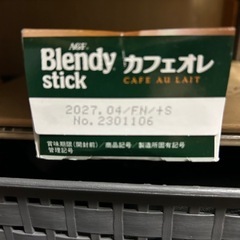 AGF
Blendy カフェオレ
stick CAFE AU LAIT
2027.04/FN/+S
No.2301106
賞味期限(開封前)/商品記号/製造所固有記号
管理記号